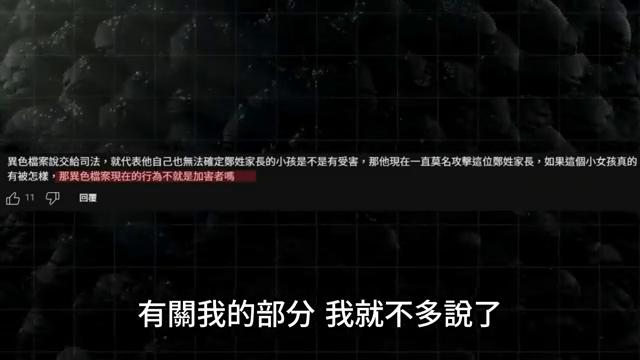 異色檔案說交給司法，就代表他自己也無法確定鄭姓家長的小孩是不是有受害，那他現在一直莫名攻擊這位鄭姓家長，如果這個小女孩真的
有被怎樣，那異色檔案現在的行為不就是加害者嗎
11 回覆
有關我的部分 我就不多說了